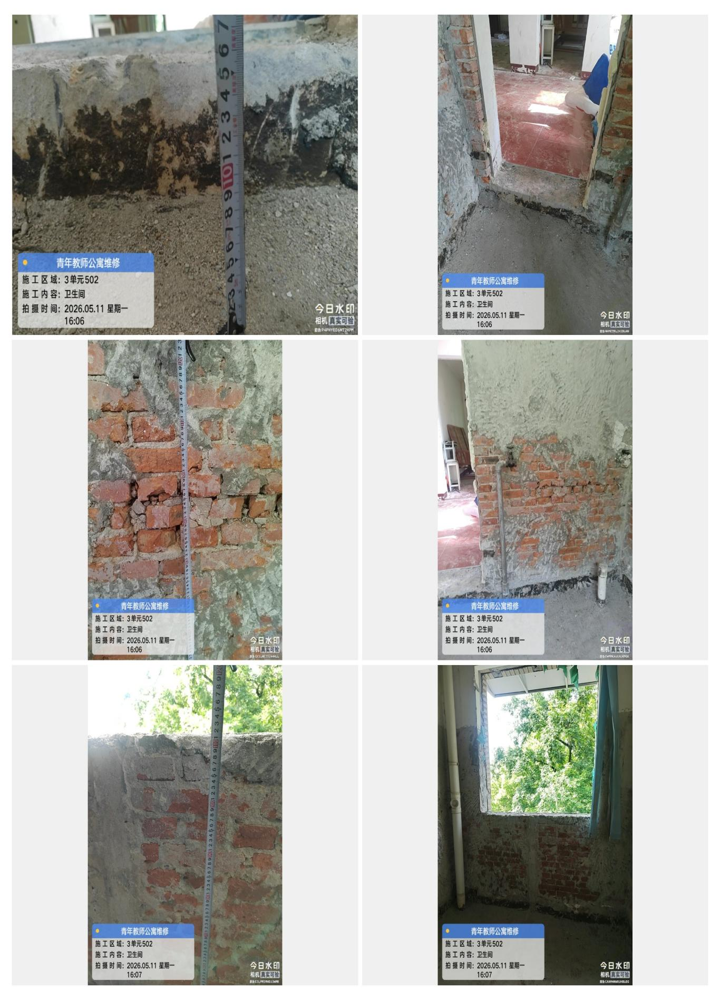 青年教师公寓维修
施工区域：3单元502
施工内容：卫生间
拍摄时间：2026.05.11 星期一
16:06
今日水印
相机 真实可验
防伪 P4PHYED6NT2HPM
青年教师公寓维修
施工区域：3单元502
施工内容：卫生间
拍摄时间：2026.05.11 星期一
16:06
今日水印
相机 真实可验
青年教师公寓维修
施工区域：3单元502
施工内容：卫生间
拍摄时间：2026.05.11 星期一
16:06
今日水印
相机 真实可验
青年教师公寓维修
施工区域：3单元502
施工内容：卫生间
拍摄时间：2026.05.11 星期一
16:06
今日水印
相机 真实可验
青年教师公寓维修
施工区域：3单元502
施工内容：卫生间
拍摄时间：2026.05.11 星期一
16:07
今日水印
相机 真实可验
青年教师公寓维修
施工区域：3单元502
施工内容：卫生间
拍摄时间：2026.05.11 星期一
16:07
今日水印
相机 真实可验